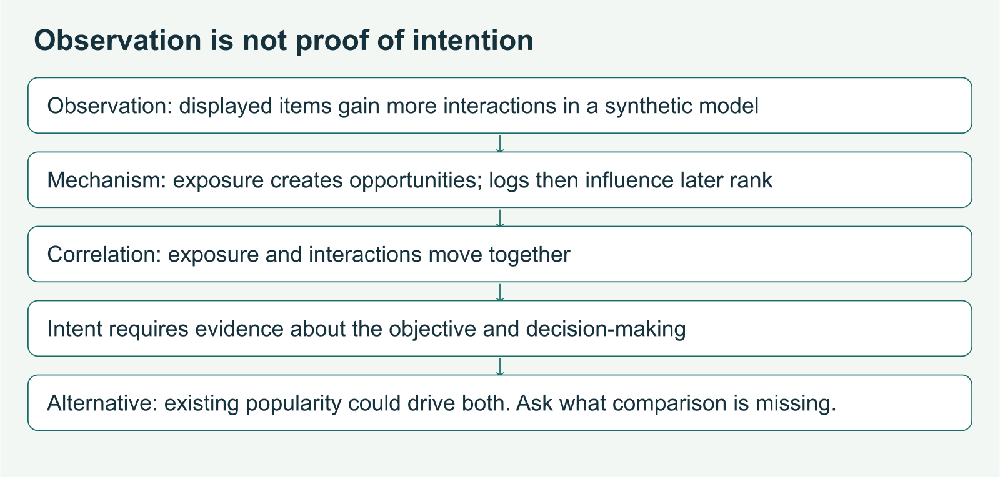 Observation is not proof of intention
Observation: displayed items gain more interactions in a synthetic model
Mechanism: exposure creates opportunities; logs then influence later rank
Correlation: exposure and interactions move together
Intent requires evidence about the objective and decision-making
Alternative: existing popularity could drive both. Ask what comparison is missing.